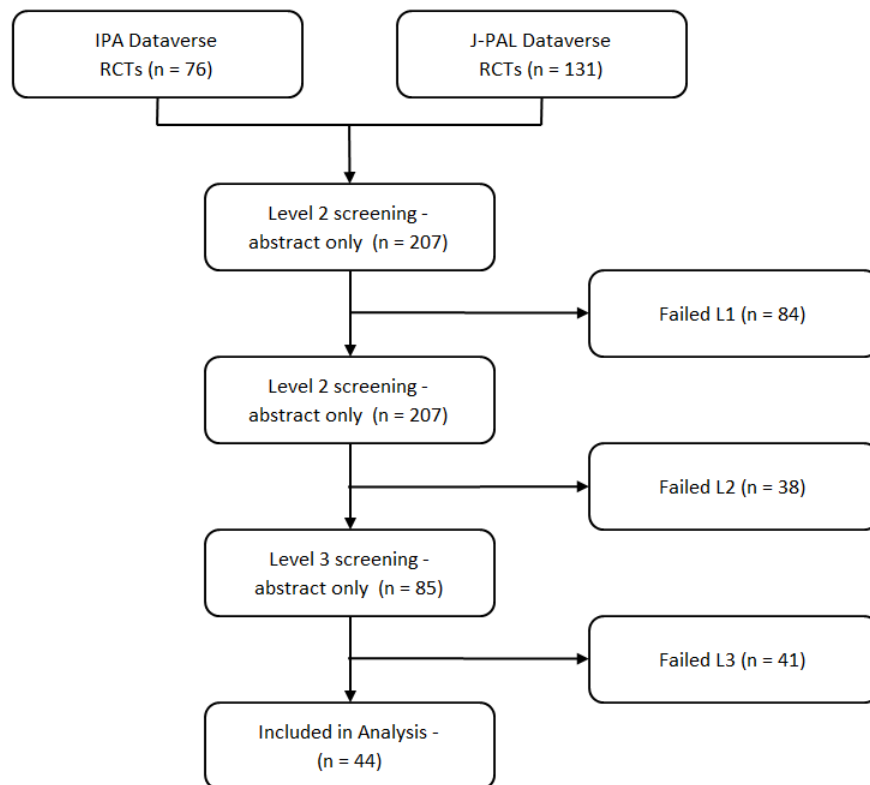 IPA Dataverse
RCTs (n = 76)
J-PAL Dataverse
RCTs (n = 131)
Level 2 screening -
abstract only (n = 207)
Failed L1 (n = 84)
Level 2 screening -
abstract only (n = 207)
Failed L2 (n = 38)
Level 3 screening -
abstract only (n = 85)
Failed L3 (n = 41)
Included in Analysis -
(n = 44)